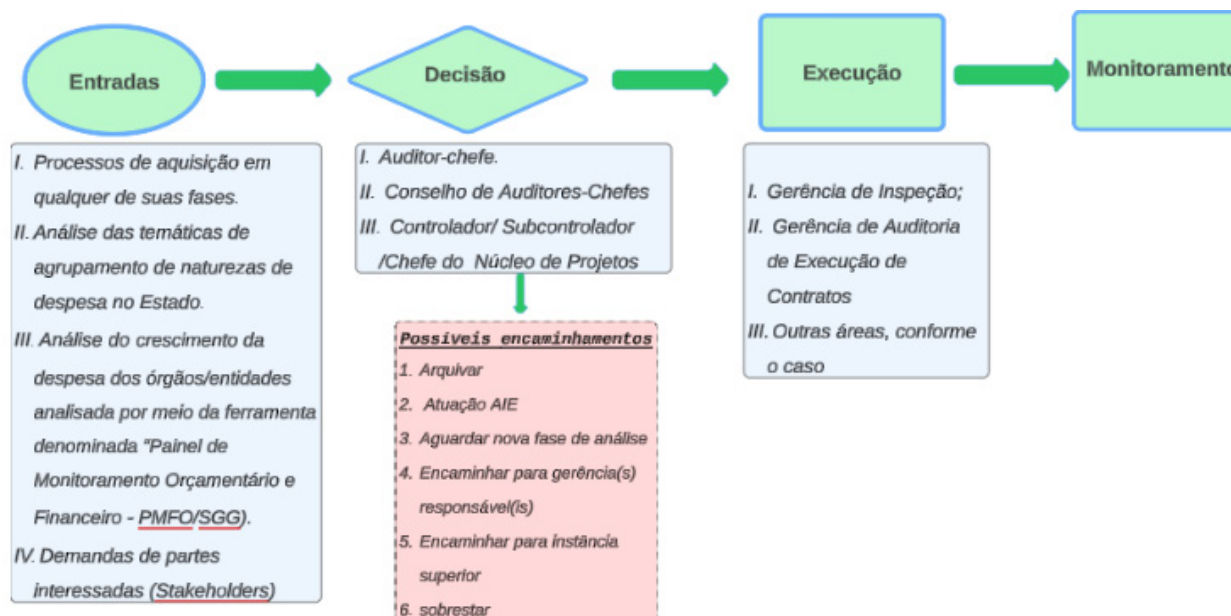 Entradas
Decisão
Execução
Monitoramento
I. Processos de aquisição em
qualquer de suas fases.
II. Análise das temáticas de
agrupamento de naturezas de
despesa no Estado.
III. Análise do crescimento da
despesa dos órgãos/entidades
analisada por meio da ferramenta
denominada "Painel de
Monitoramento Orçamentário e
Financeiro - PMFO/SGG).
IV. Demandas de partes
interessadas (Stakeholders)
I. Auditor-chefe.
II. Conselho de Auditores-Chefes
III. Controlador/ Subcontrolador
/Chefe do Núcleo de Projetos
Possíveis encaminhamentos
1. Arquivar
2. Atuação AIE
3. Aguardar nova fase de análise
4. Encaminhar para gerência(s)
responsável(is)
5. Encaminhar para instância
superior
6. sobrestar
I. Gerência de Inspeção;
II. Gerência de Auditoria
de Execução de
Contratos
III. Outras áreas, conforme
o caso